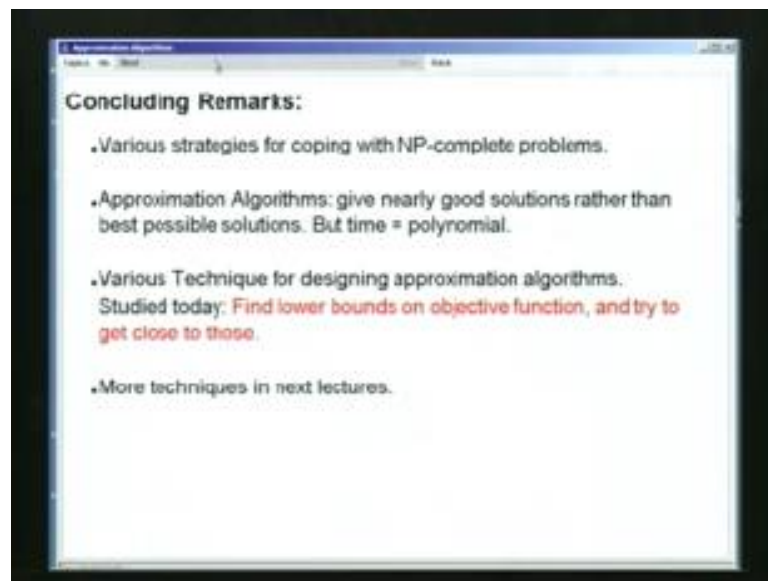 Approximation Algorithms
Concluding Remarks:
•Various strategies for coping with NP-complete problems.
•Approximation Algorithms: give nearly good solutions rather than
best possible solutions. But time = polynomial.
•Various Technique for designing approximation algorithms.
Studied today: Find lower bounds on objective function, and try to
get close to those.
•More techniques in next lectures.